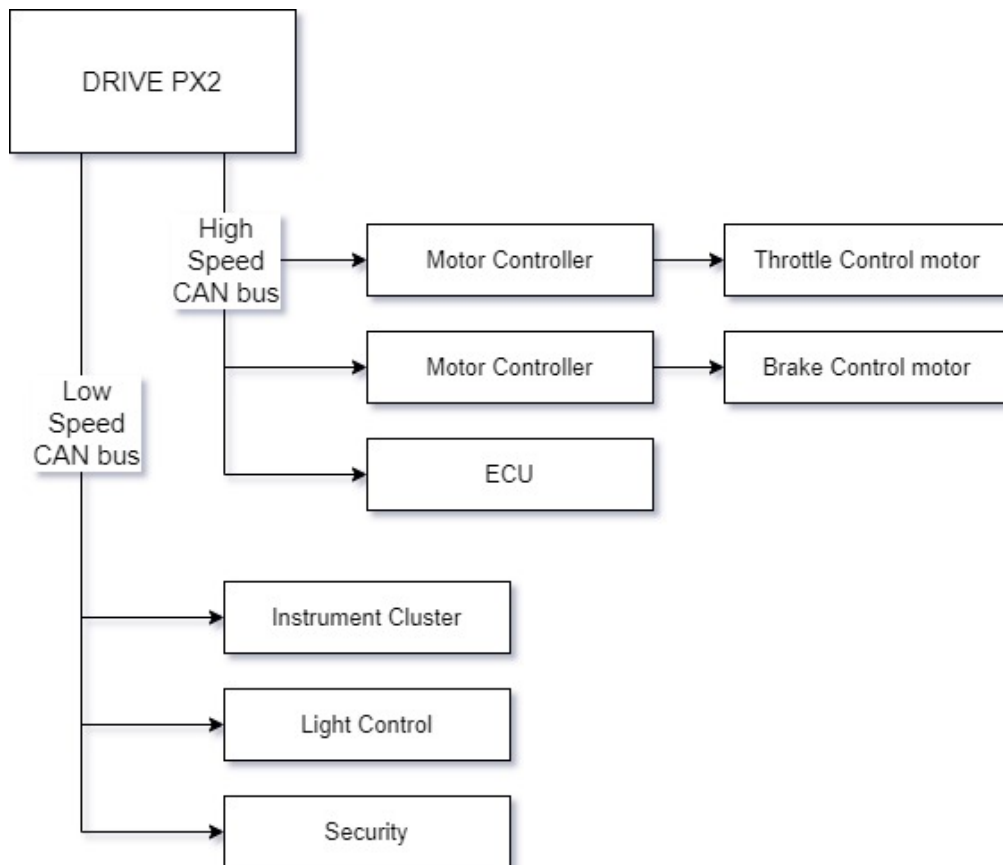 DRIVE PX2
High
Speed
CAN bus
Motor Controller
Throttle Control motor
Motor Controller
Brake Control motor
Low
Speed
CAN bus
ECU
Instrument Cluster
Light Control
Security